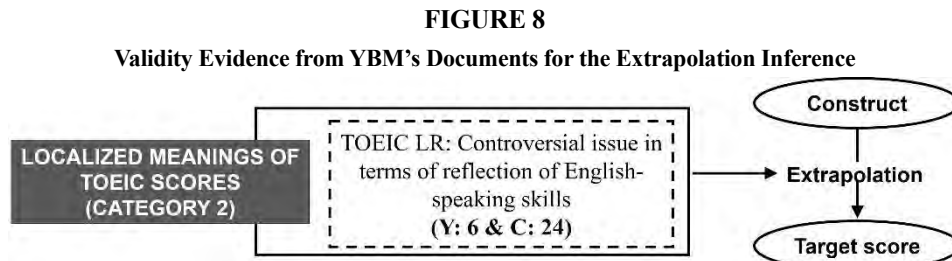 FIGURE 8
Validity Evidence from YBM's Documents for the Extrapolation Inference
LOCALIZED MEANINGS OF
TOEIC SCORES
(CATEGORY 2)
TOEIC LR: Controversial issue in
terms of reflection of English-
speaking skills
(Y: 6 & C: 24)
Construct
Extrapolation
Target score